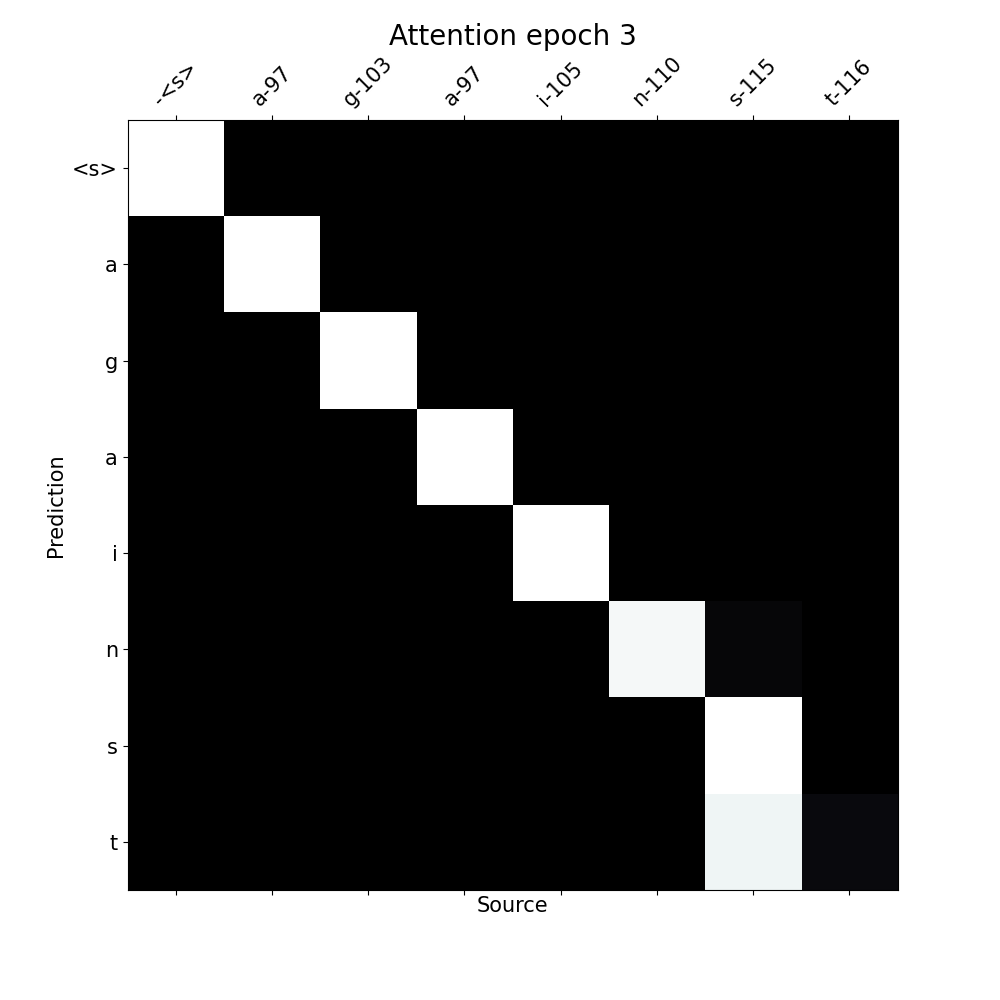 Attention epoch 3
-<s> a-97 g-103 a-97 i-105 n-110 s-115 t-116
<s>
a
g
a
i
n
s
t
Prediction
Source